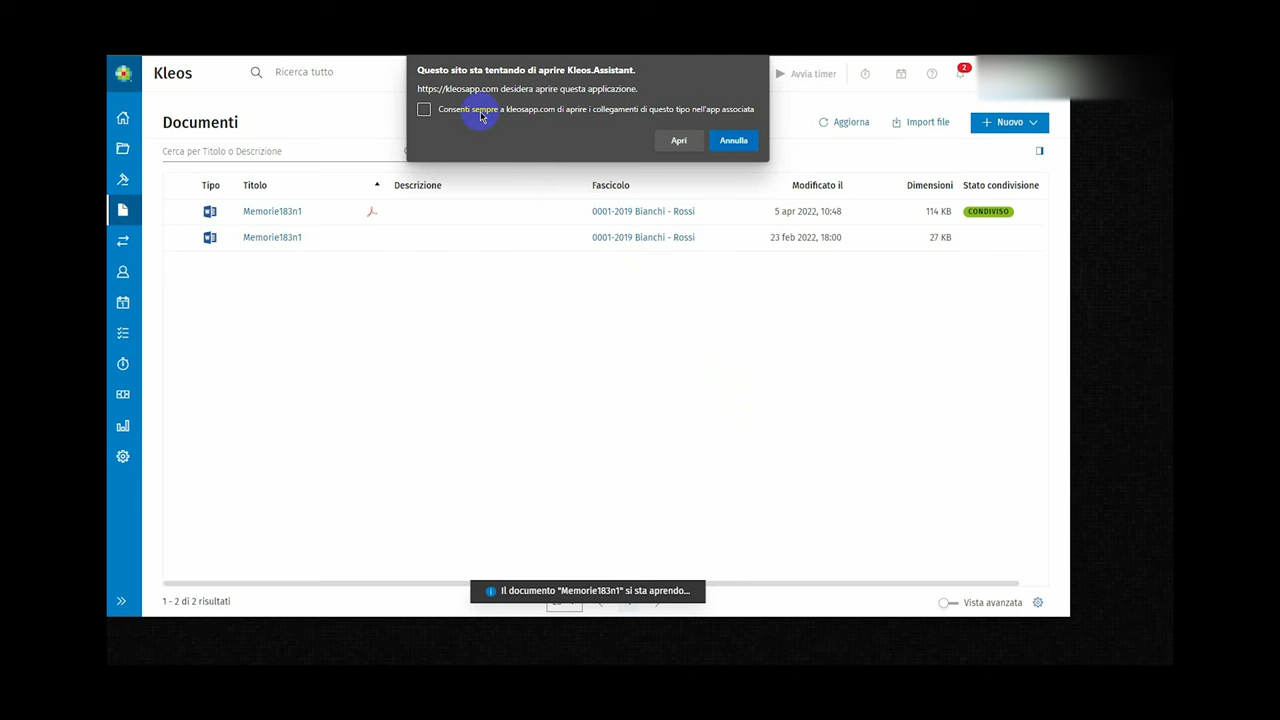 Kleos
Ricerca tutto
Questo sito sta tentando di aprire Kleos.Assistant.
https://kleosapp.com desidera aprire questa applicazione.
Consenti sempre a kleosapp.com di aprire i collegamenti di questo tipo nell'app associata
Apri
Annulla
Avvia timer
2
Documenti
Aggiorna
Import file
Nuovo
Cerca per Titolo o Descrizione
Tipo Titolo Descrizione Fascicolo Modificato il Dimensioni Stato condivisione
Memorie183n1 0001-2019 Bianchi - Rossi 5 apr 2022, 10:48 114 KB CONDIVISO
Memorie183n1 0001-2019 Bianchi - Rossi 23 feb 2022, 18:00 27 KB
Il documento "Memorie183n1" si sta aprendo...
1 - 2 di 2 risultati
Vista avanzata